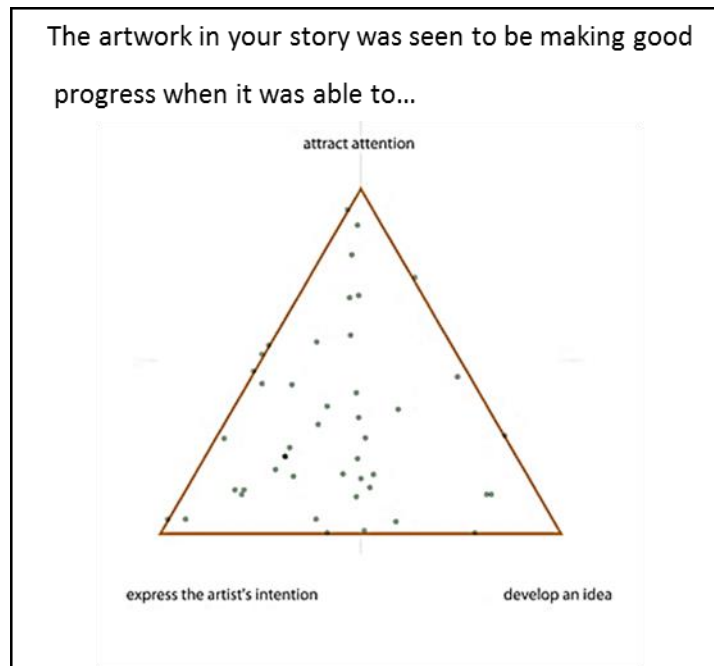 The artwork in your story was seen to be making good
progress when it was able to...
attract attention
express the artist's intention
develop an idea